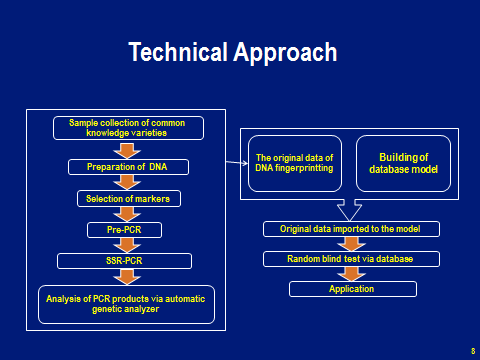 Technical Approach
Sample collection of common
knowledge varieties
Preparation of DNA
Selection of markers
Pre-PCR
SSR-PCR
Analysis of PCR products via automatic
genetic analyzer
The original data of
DNA fingerprintting
Building of
database model
Original data imported to the model
Random blind test via database
Application
8